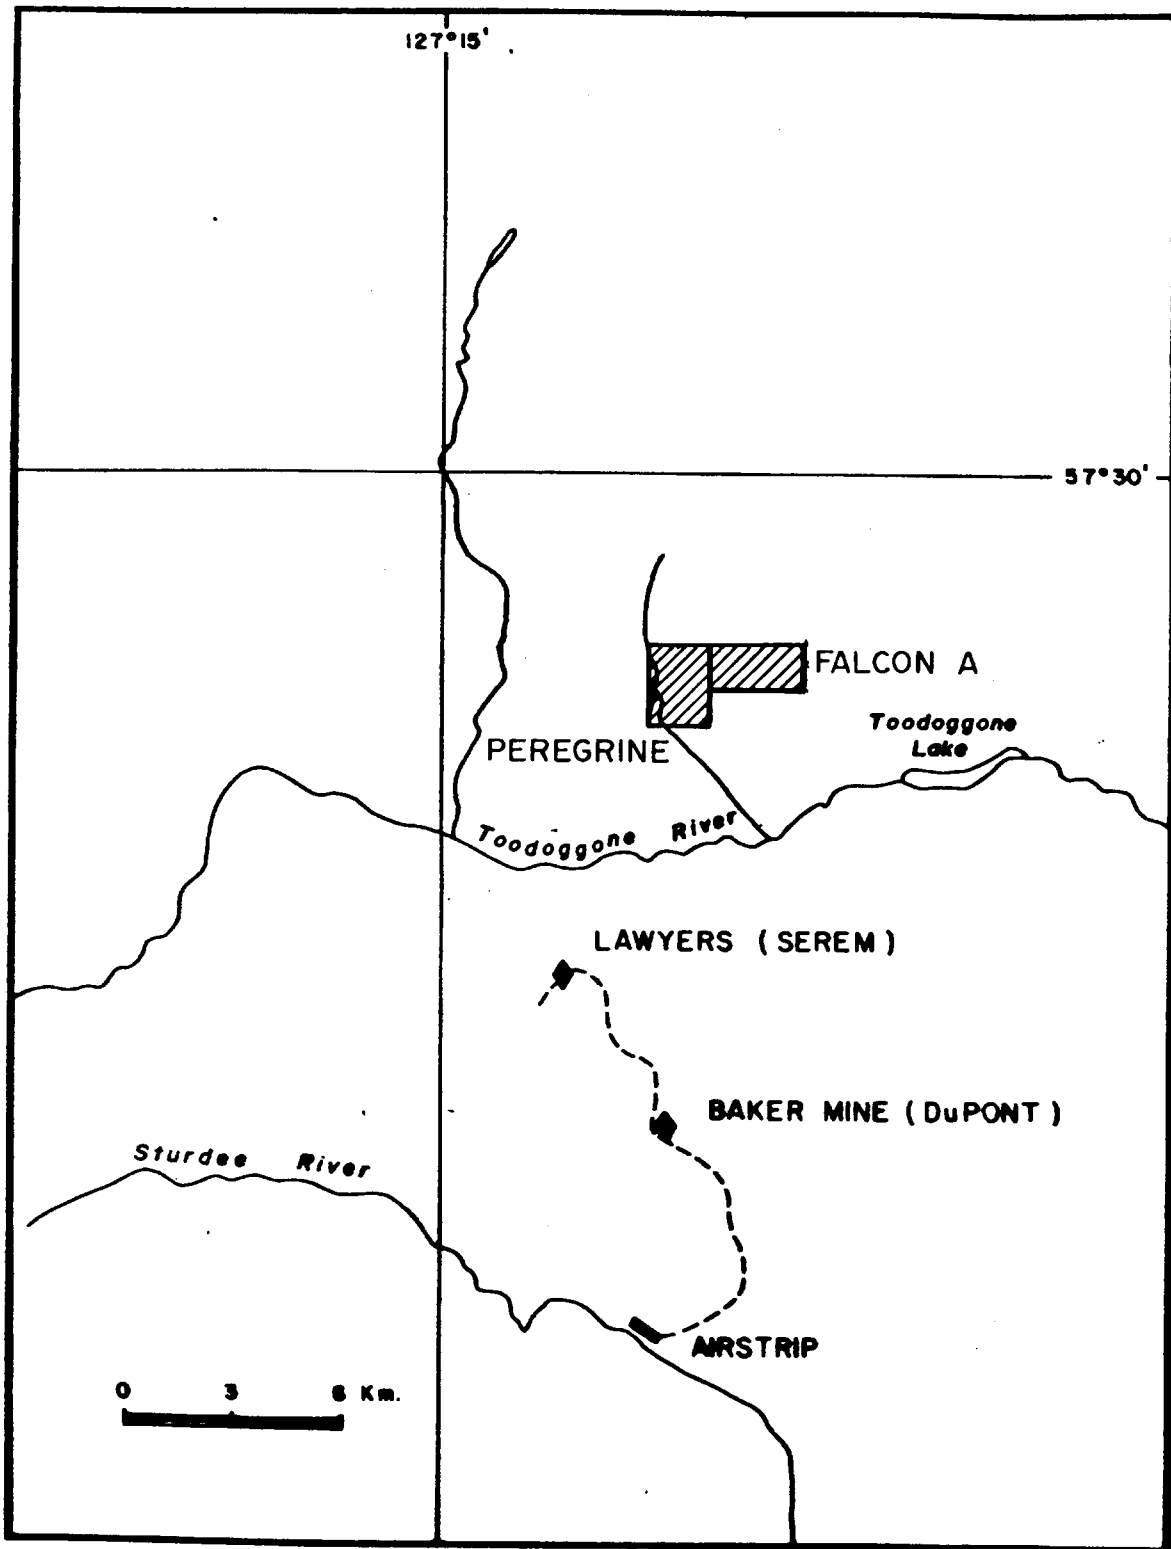 127°15'
57°30'
FALCON A
Toodoggone
Lake
PEREGRINE
Toodoggone River
LAWYERS (SEREM)
BAKER MINE (DuPONT)
Sturdee River
AIRSTRIP
0 3 6 Km.